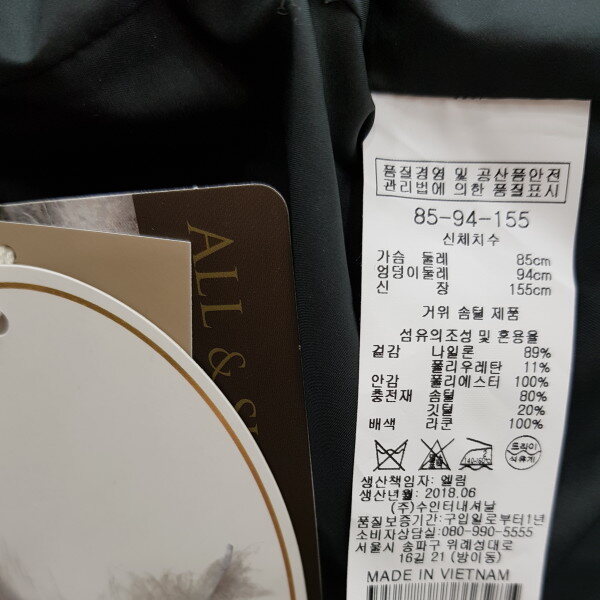 품질경영 및 공산품안전
관리법에 의한 품질표시
85-94-155
신체치수
가슴 둘레 85cm
엉덩이둘레 94cm
신 장 155cm
거위 솜털 제품
섬유의조성 및 혼용율
겉감 나일론 89%
폴리우레탄 11%
안감 폴리에스터 100%
충전재 솜털 80%
깃털 20%
배색 라쿤 100%
드라이
석유계
생산책임자: 엘림
생산년월: 2018.06
(주)수인터내셔날
품질보증기간: 구입일로부터1년
소비자상담실: 080-990-5555
서울시 송파구 위례성대로
16길 21 (방이동)
MADE IN VIETNAM
ALL &